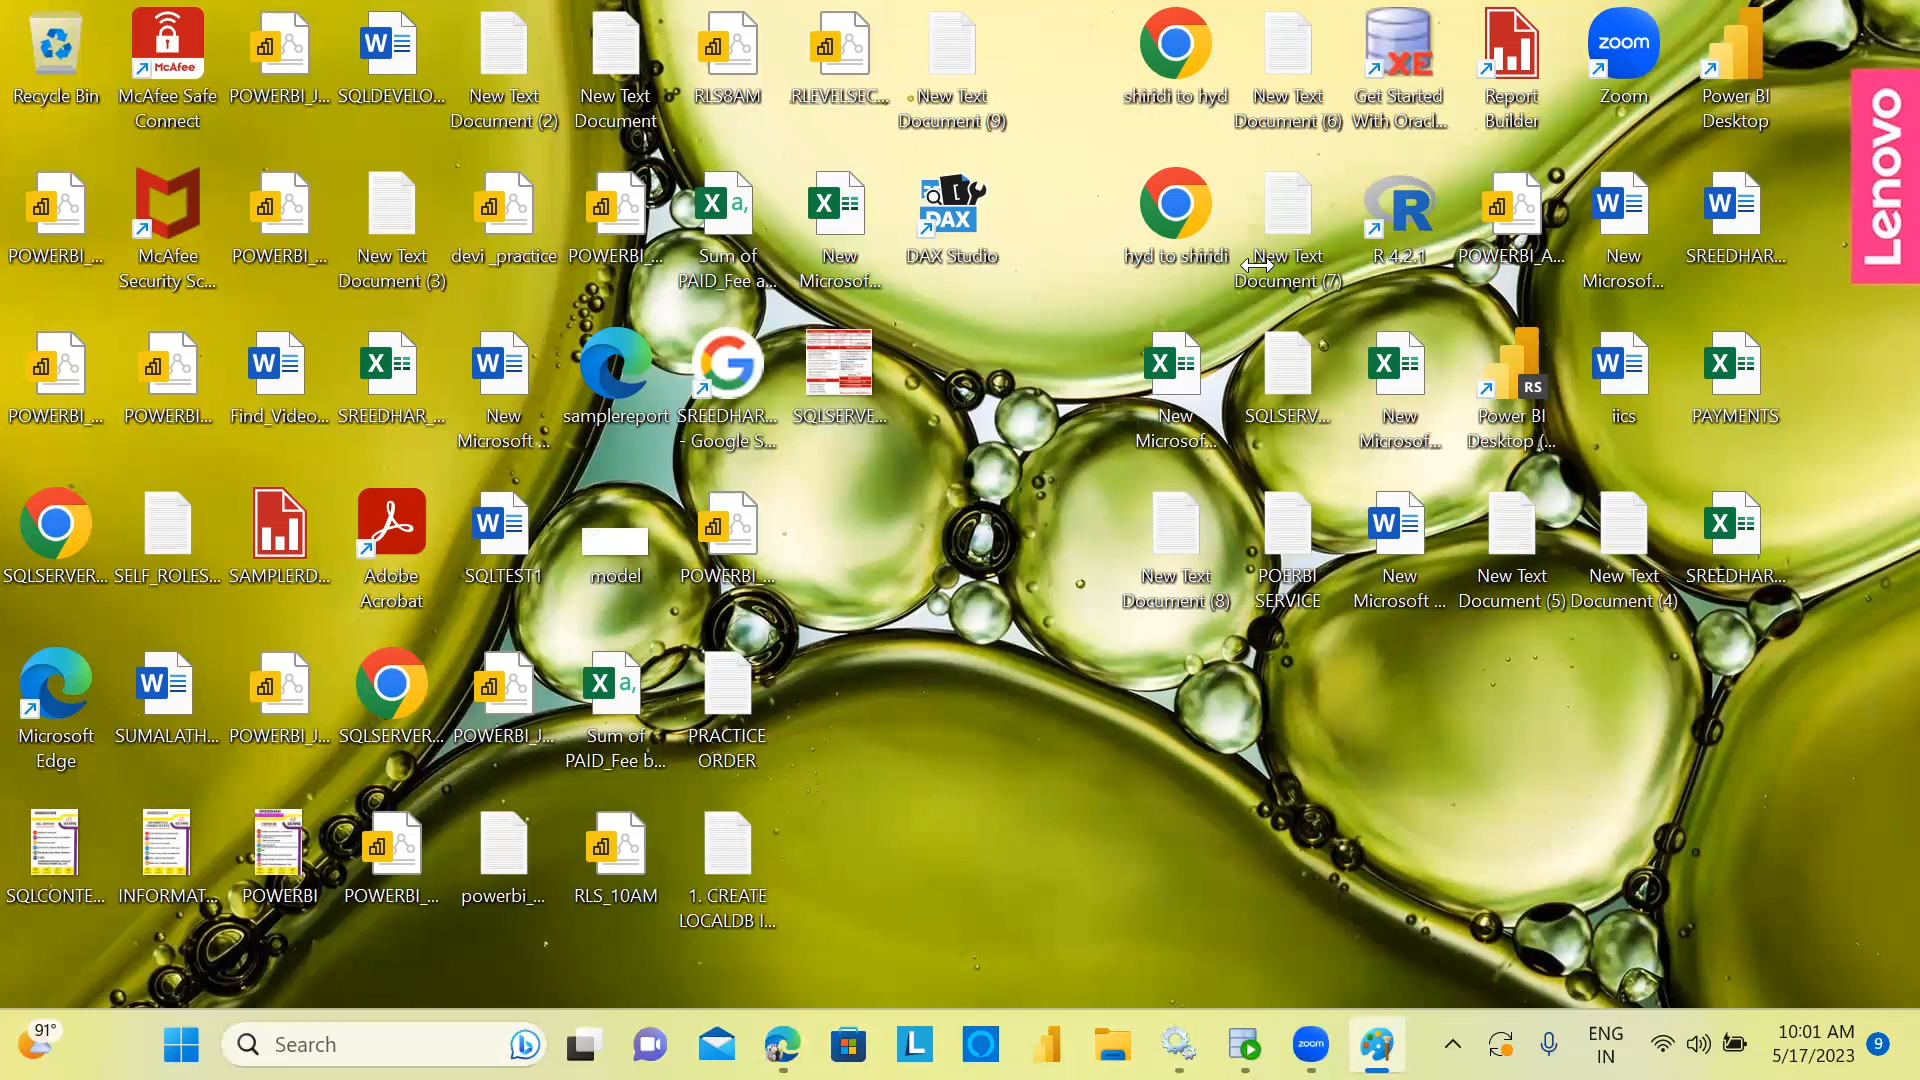 Recycle Bin
McAfee
McAfee Safe
Connect
POWERBI_J...
SQLDEVELO...
New Text
Document (2)
New Text
Document
RLS8AM
RLEVELSEC...
New Text
Document (9)
shiridi to hyd
New Text
Document (6)
XE
Get Started
With Oracl...
Report
Builder
zoom
Zoom
Power BI
Desktop
Lenovo
POWERBI_...
McAfee
Security Sc...
POWERBI_...
New Text
Document (3)
devi _practice
POWERBI_...
Sum of
PAID_Fee a...
New
Microsof...
DAX
DAX Studio
hyd to shiridi
New Text
Document (7)
R 4.2.1
POWERBI_A...
New
Microsof...
SREEDHAR...
POWERBI_...
POWERBI...
Find_Video...
SREEDHAR_...
New
Microsoft ...
samplereport
SREEDHAR...
- Google S...
SQLSERVE...
New
Microsof...
SQLSERV...
New
Microsof...
RS
Power BI
Desktop (...
iics
PAYMENTS
SQLSERVER...
SELF_ROLES...
SAMPLERD...
Adobe
Acrobat
SQLTEST1
model
POWERBI_...
New Text
Document (8)
POERBI
SERVICE
New
Microsoft ...
New Text
Document (5)
New Text
Document (4)
SREEDHAR...
Microsoft
Edge
SUMALATH...
POWERBI_J...
SQLSERVER...
POWERBI_J...
Sum of
PAID_Fee b...
PRACTICE
ORDER
SQLCONTE...
INFORMAT...
POWERBI
POWERBI_...
powerbi_...
RLS_10AM
1. CREATE
LOCALDB I...
91°
Search
zoom
ENG
IN
10:01 AM
5/17/2023
9